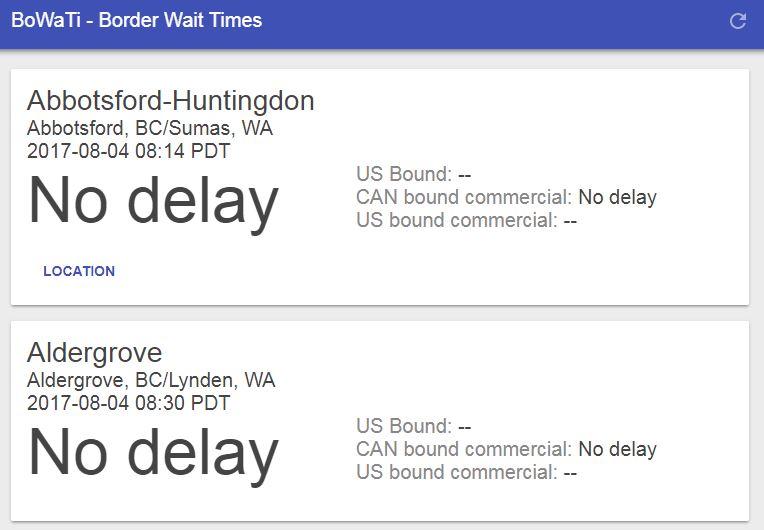 BoWaTi - Border Wait Times
Abbotsford-Huntingdon
Abbotsford, BC/Sumas, WA
2017-08-04 08:14 PDT
No delay
US Bound: --
CAN bound commercial: No delay
US bound commercial: --
LOCATION
Aldergrove
Aldergrove, BC/Lynden, WA
2017-08-04 08:30 PDT
No delay
US Bound: --
CAN bound commercial: No delay
US bound commercial: --